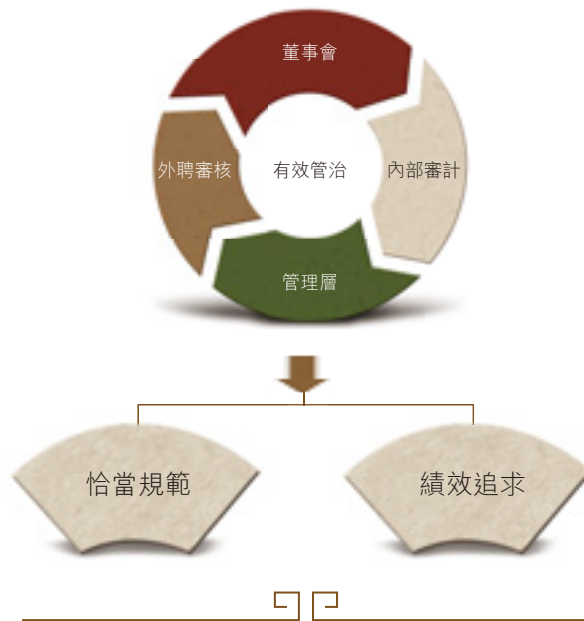 董事會
外聘審核
有效管治
內部審計
管理層
恰當規範
績效追求